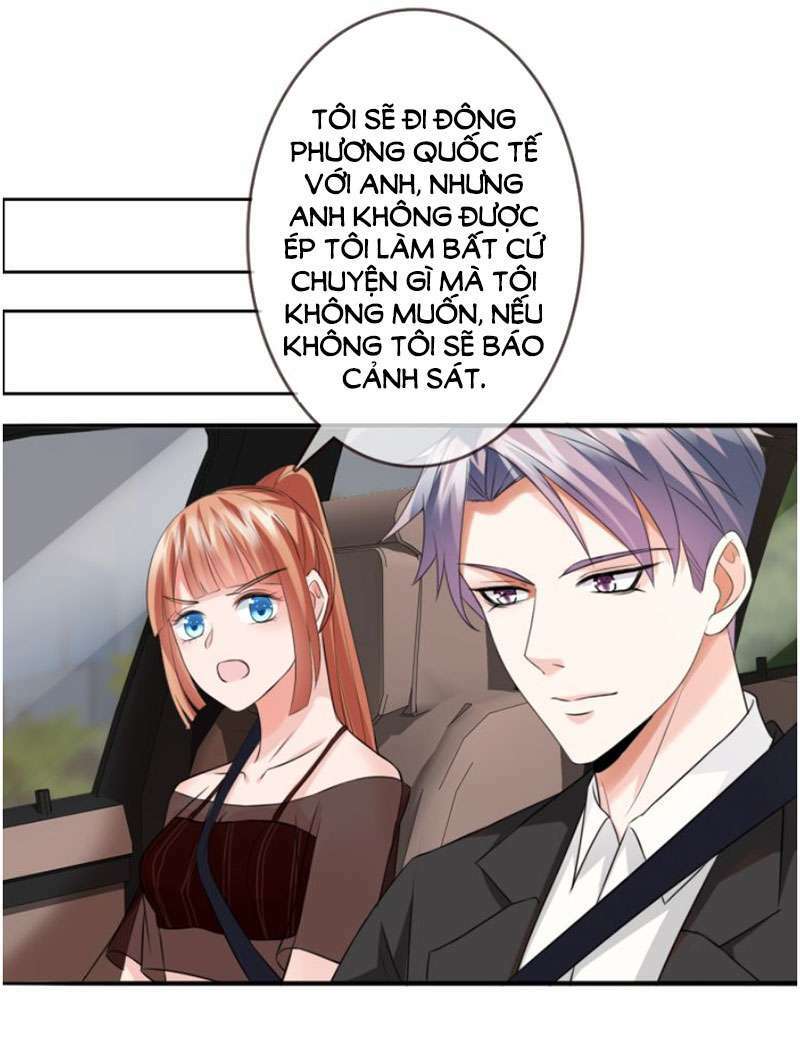 TÔI SẼ ĐI ĐÔNG
PHƯƠNG QUỐC TẾ
VỚI ANH, NHƯNG
ANH KHÔNG ĐƯỢC
ÉP TÔI LÀM BẤT CỨ
CHUYỆN GÌ MÀ TÔI
KHÔNG MUỐN, NẾU
KHÔNG TÔI SẼ BÁO
CẢNH SÁT.